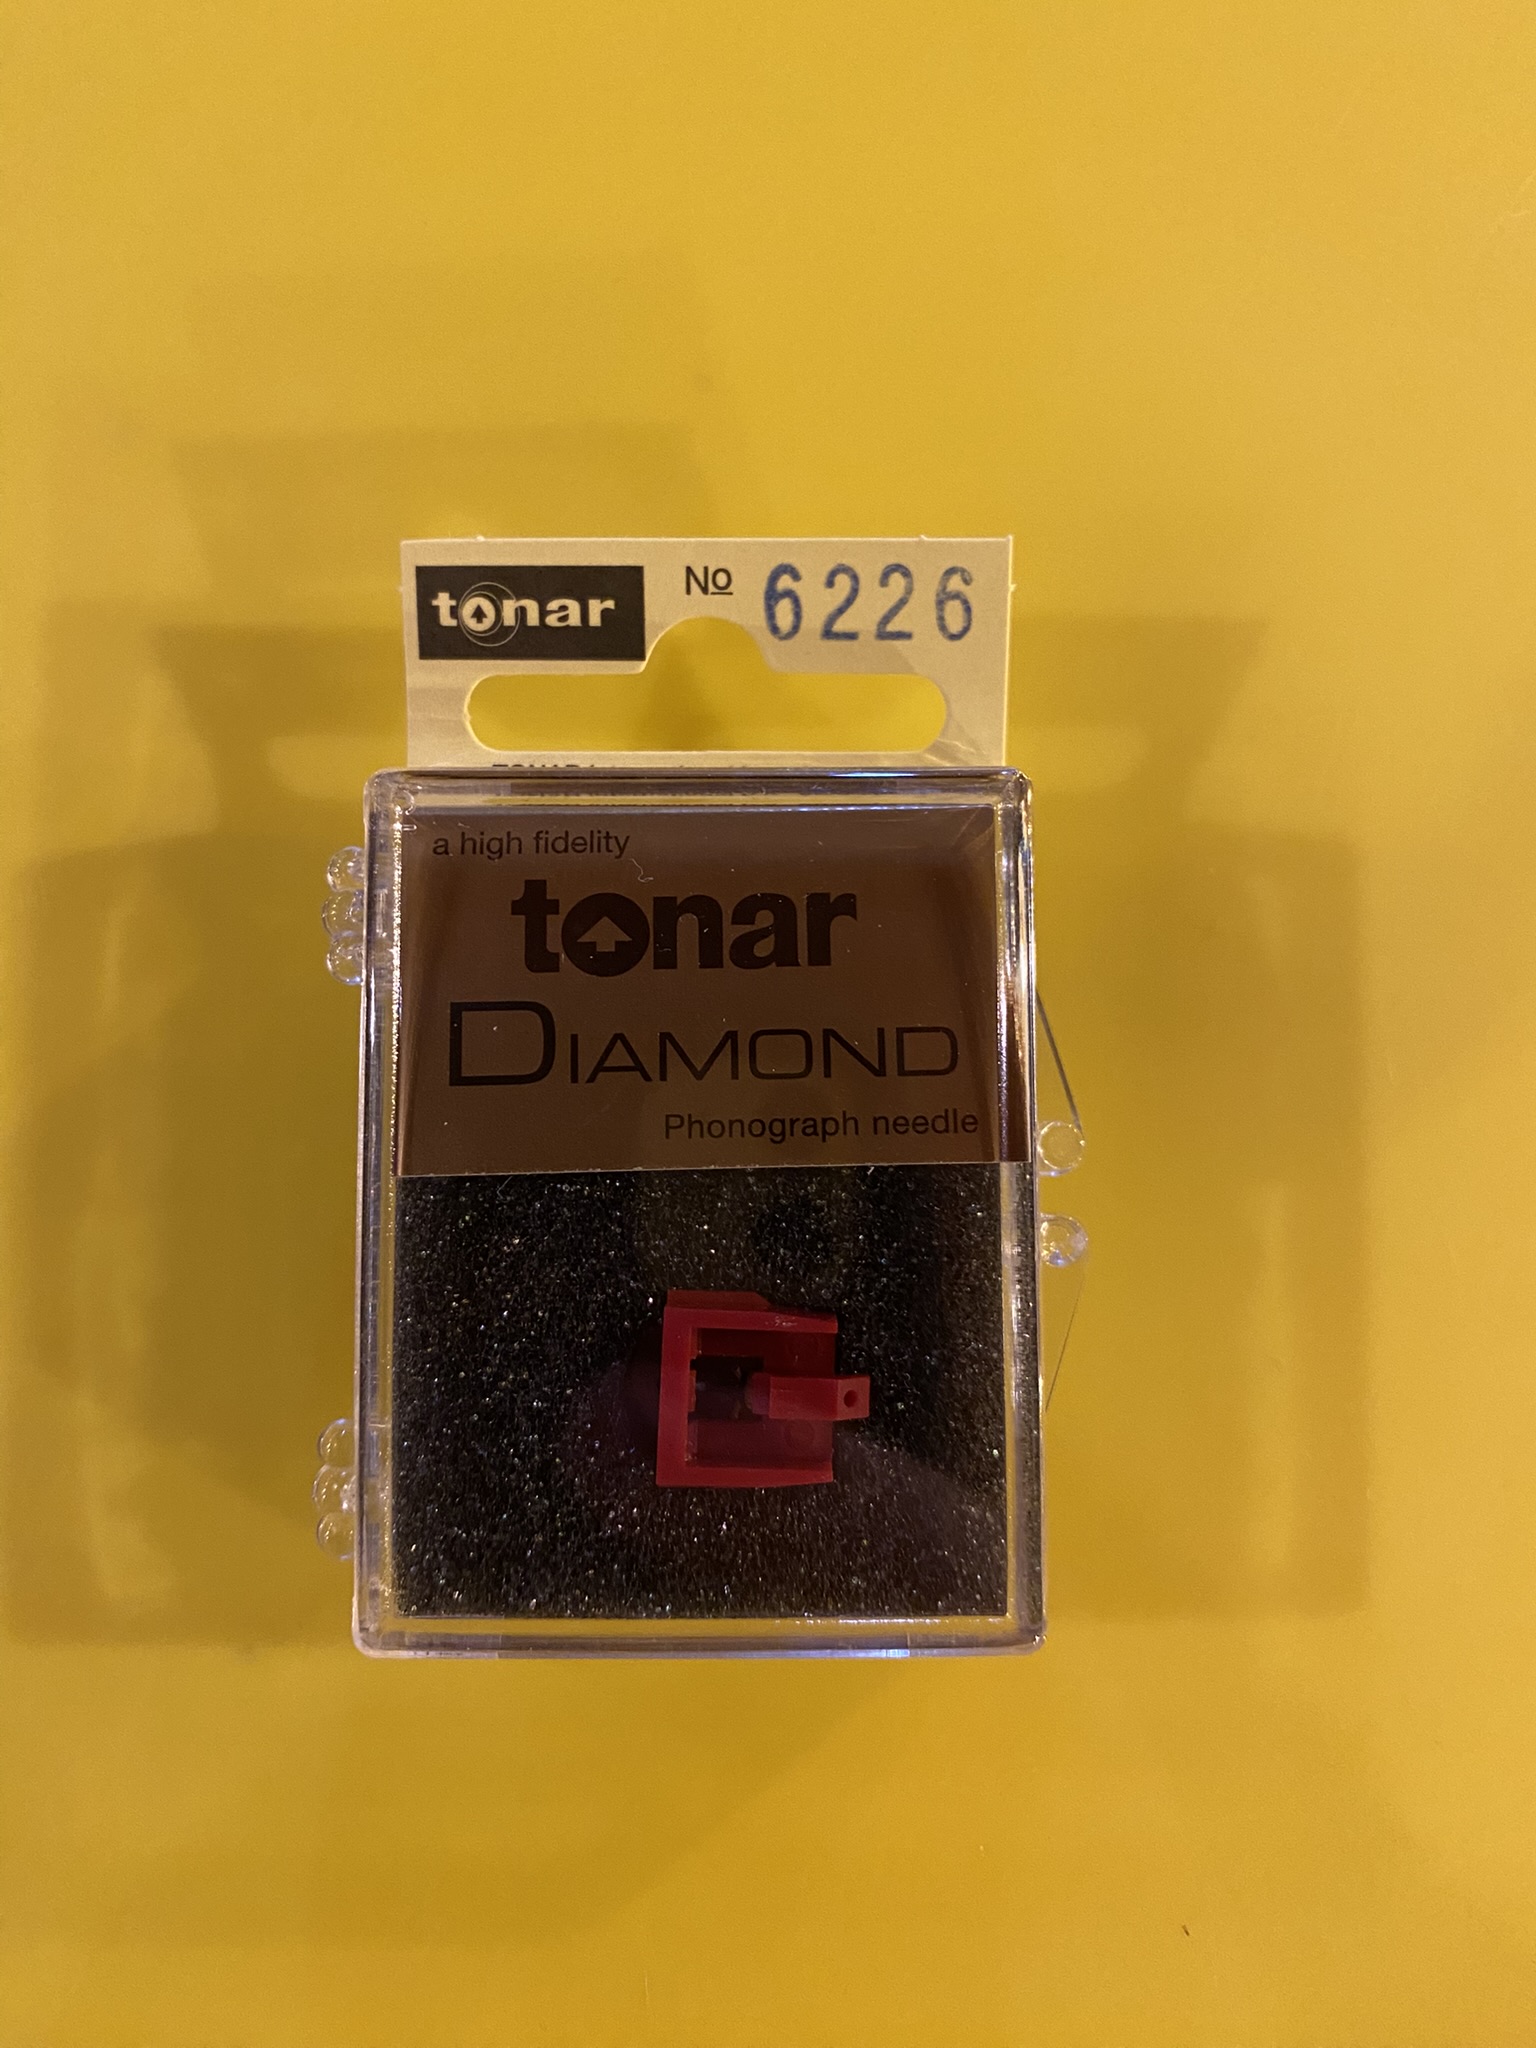 tonar
No 6226
a high fidelity
tonar
DIAMOND
Phonograph needle